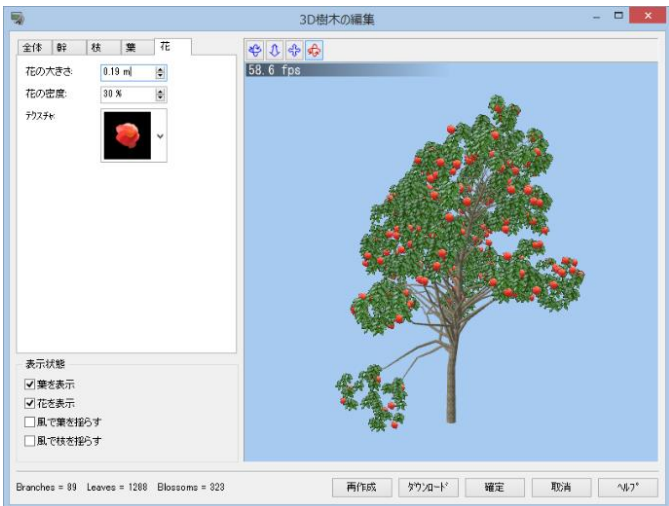 3D樹木の編集
全体 幹 枝 葉 花
花の大きさ: 0.19 m
花の密度: 30 %
テクスチャ:
58.6 fps
表示状態
葉を表示
花を表示
風で葉を揺らす
風で枝を揺らす
Branches = 89 Leaves = 1288 Blossoms = 323
再作成 ダウンロード 確定 取消 ヘルプ